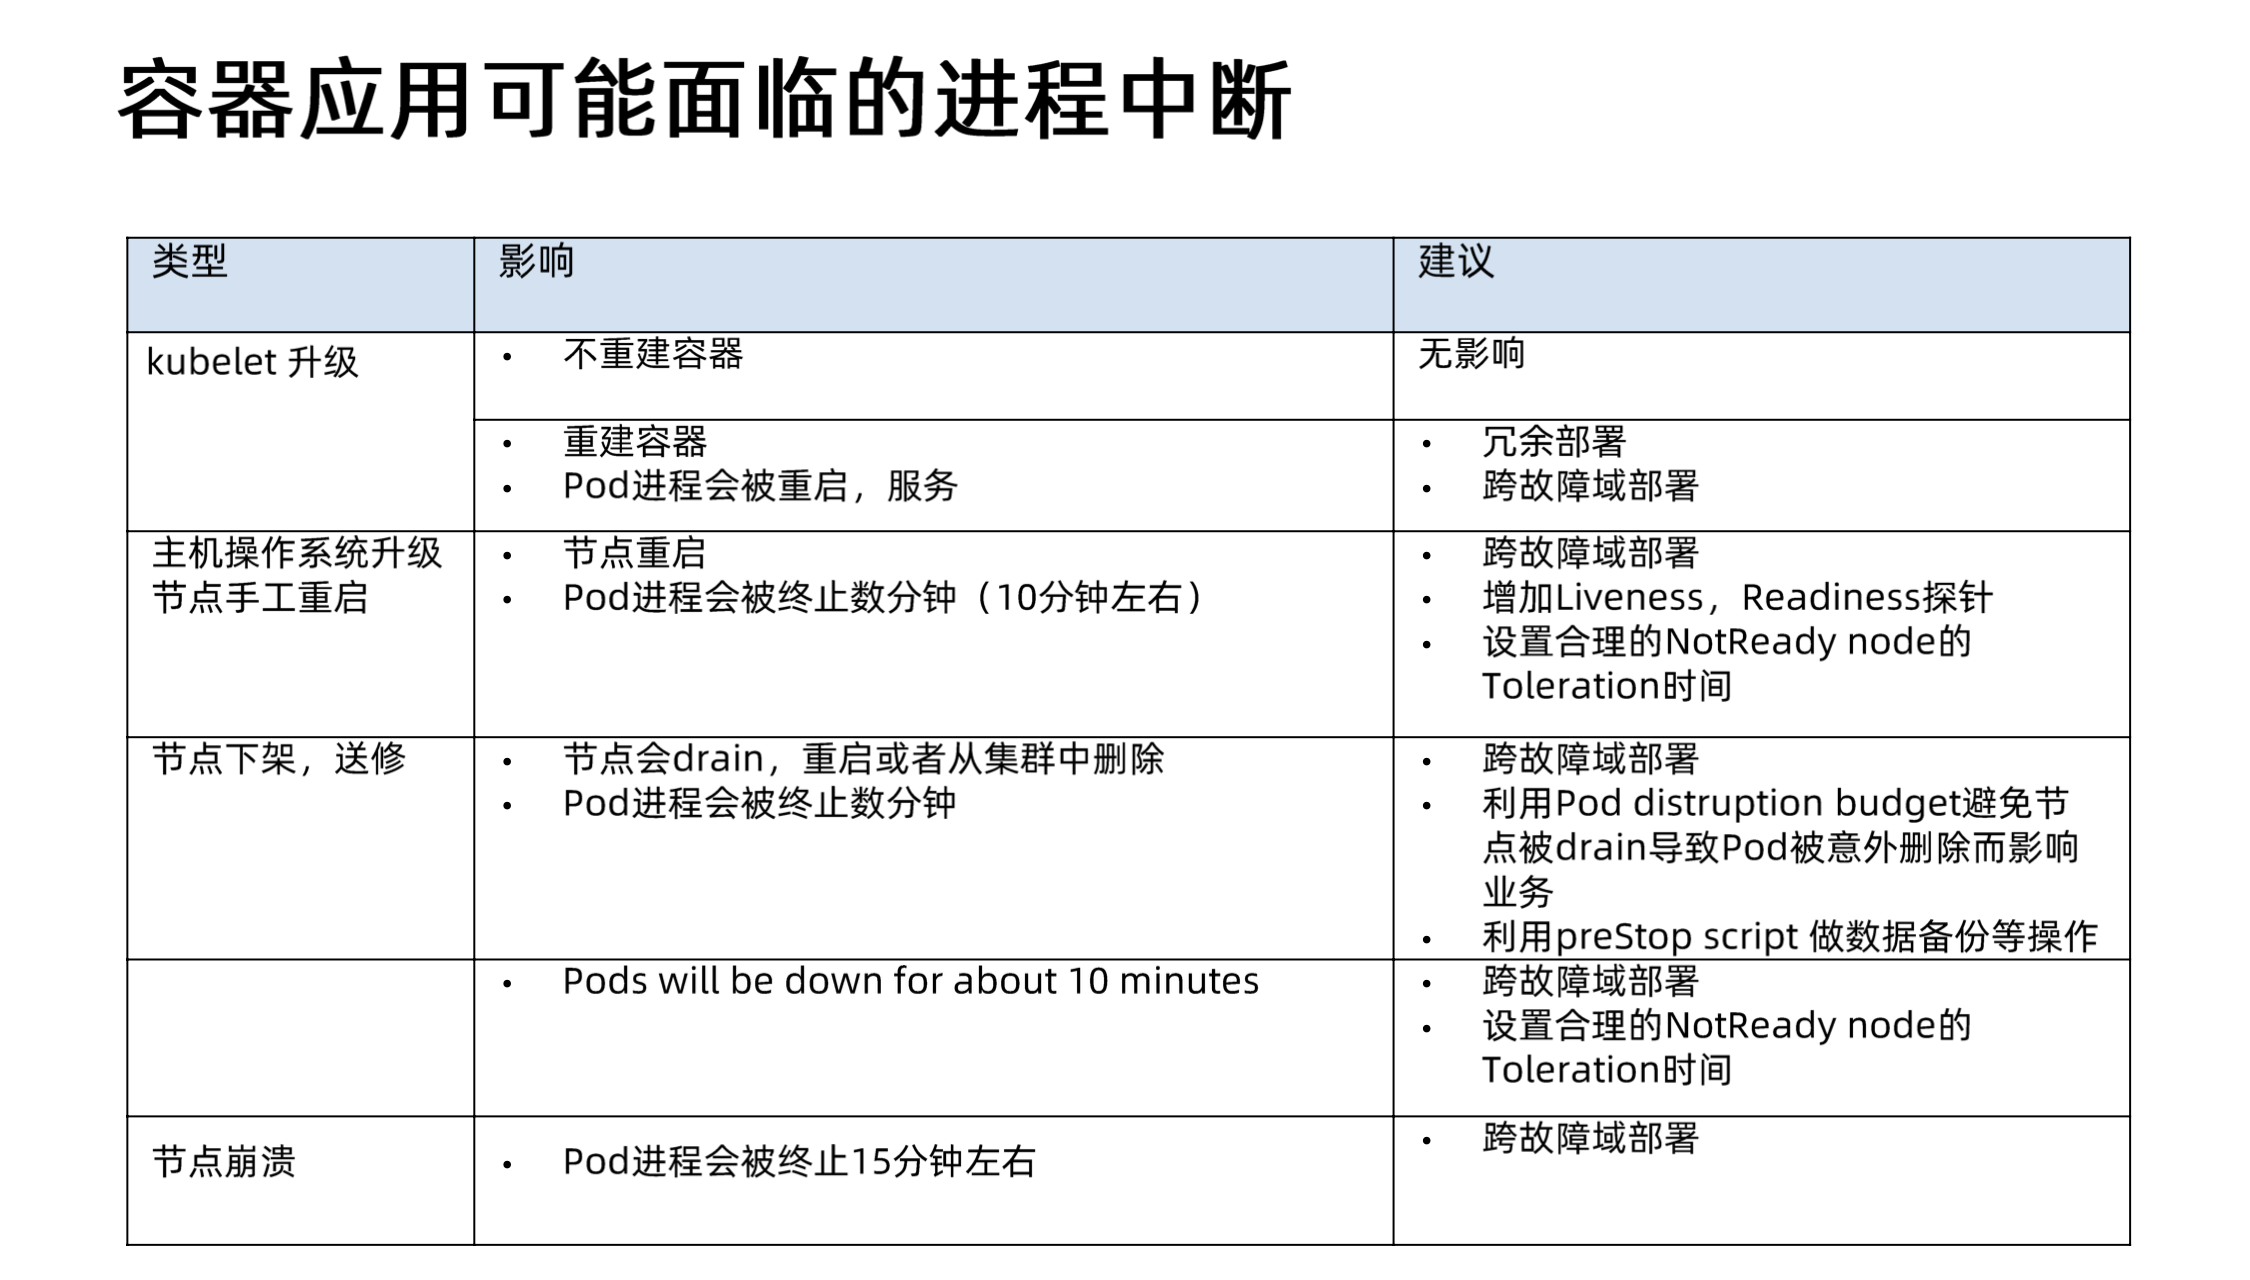 容器应用可能面临的进程中断
类型
影响
建议
kubelet 升级
• 不重建容器
无影响
• 重建容器
• Pod进程会被重启，服务
• 冗余部署
• 跨故障域部署
主机操作系统升级
节点手工重启
• 节点重启
• Pod进程会被终止数分钟（10分钟左右）
• 跨故障域部署
• 增加Liveness，Readiness探针
• 设置合理的NotReady node的
Toleration时间
节点下架，送修
• 节点会drain，重启或者从集群中删除
• Pod进程会被终止数分钟
• 跨故障域部署
• 利用Pod distruption budget避免节
点被drain导致Pod被意外删除而影响
业务
• 利用preStop script 做数据备份等操作
• Pods will be down for about 10 minutes
• 跨故障域部署
• 设置合理的NotReady node的
Toleration时间
节点崩溃
• Pod进程会被终止15分钟左右
• 跨故障域部署